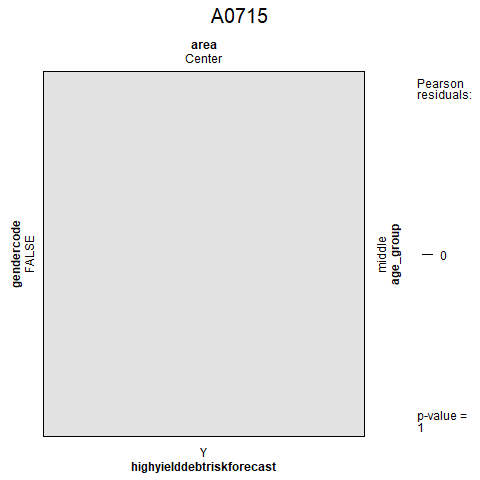 A0715
area
Center
Pearson
residuals:
gendercode
FALSE
middle
age_group
0
p-value =
1
Y
highyielddebtriskforecast